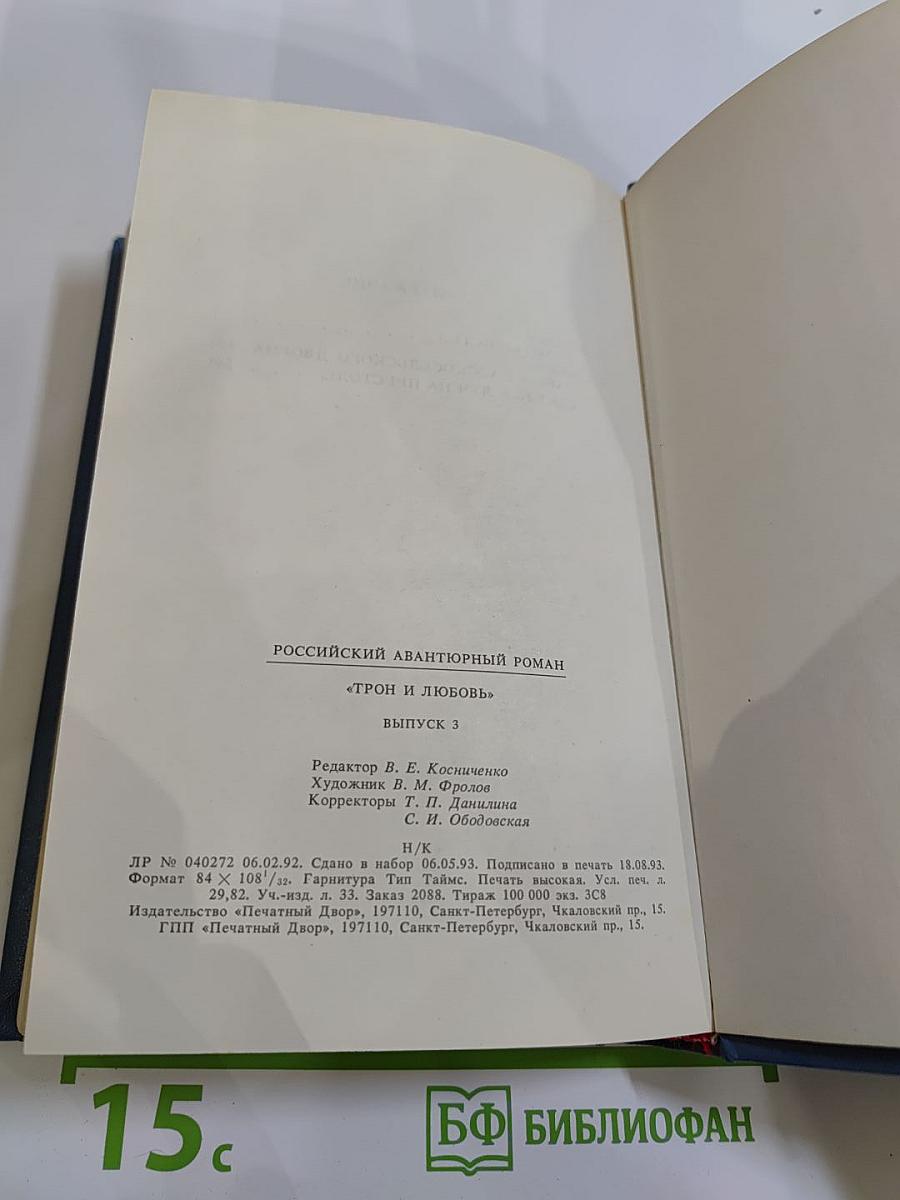 РОССИЙСКИЙ АВАНТЮРНЫЙ РОМАН
«ТРОН И ЛЮБОВЬ»
ВЫПУСК 3
Редактор В. Е. Косниченко
Художник В. М. Фролов
Корректоры Т. П. Данилина
С. И. Ободовская
Н/К
ЛР № 040272 06.02.92. Сдано в набор 06.05.93. Подписано в печать 18.08.93.
Формат 84 × 108¹/₃₂. Гарнитура Тип Таймс. Печать высокая. Усл. печ. л.
29,82. Уч.-изд. л. 33. Заказ 2088. Тираж 100 000 экз. 3С8
Издательство «Печатный Двор», 197110, Санкт-Петербург, Чкаловский пр., 15.
ГПП «Печатный Двор», 197110, Санкт-Петербург, Чкаловский пр., 15.
15 с
БФ БИБЛИОФАН